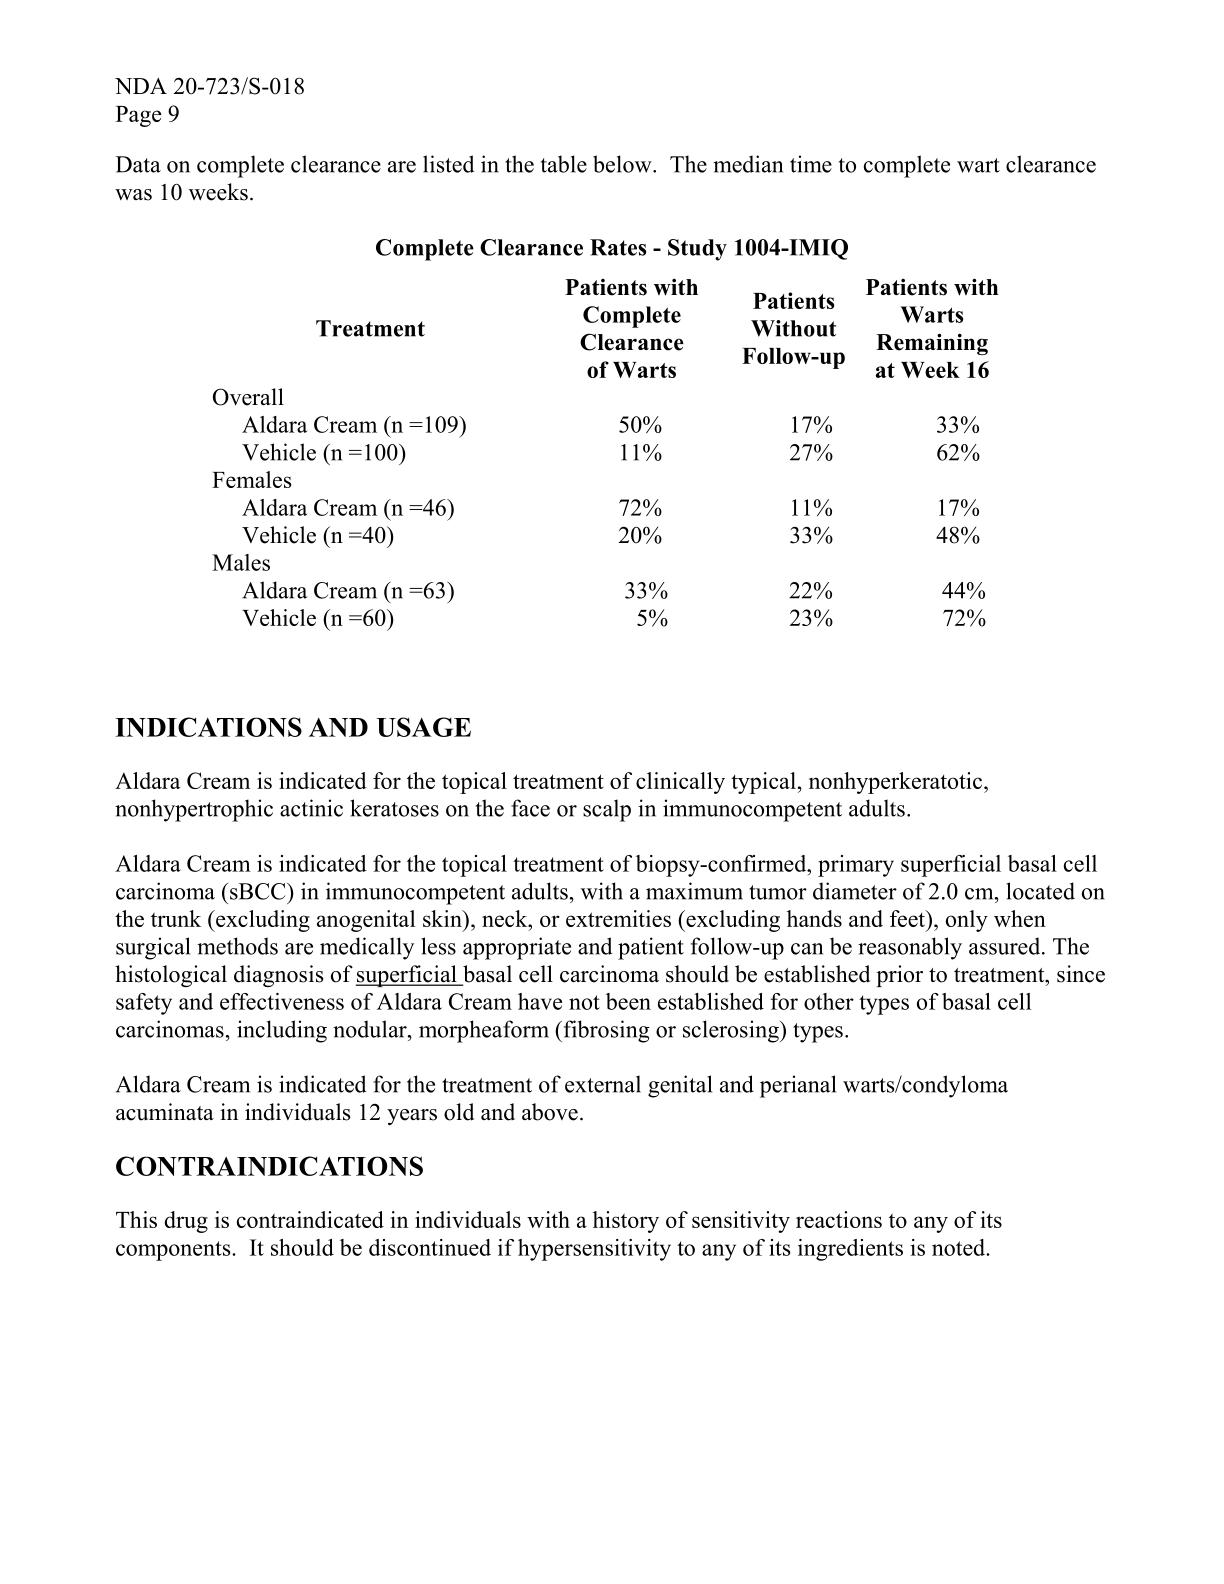 NDA 20-723/S-018
Page 9
Data on complete clearance are listed in the table below.  The median time to complete wart clearance
was 10 weeks.
Complete Clearance Rates - Study 1004-IMIQ
Treatment
Patients with
Complete
Clearance
of Warts
Patients
Without
Follow-up
Patients with
Warts
Remaining
at Week 16
Overall
Aldara Cream (n =109) 50% 17% 33%
Vehicle (n =100) 11% 27% 62%
Females
Aldara Cream (n =46) 72% 11% 17%
Vehicle (n =40) 20% 33% 48%
Males
Aldara Cream (n =63) 33% 22% 44%
Vehicle (n =60) 5% 23% 72%
INDICATIONS AND USAGE
Aldara Cream is indicated for the topical treatment of clinically typical, nonhyperkeratotic,
nonhypertrophic actinic keratoses on the face or scalp in immunocompetent adults.
Aldara Cream is indicated for the topical treatment of biopsy-confirmed, primary superficial basal cell
carcinoma (sBCC) in immunocompetent adults, with a maximum tumor diameter of 2.0 cm, located on
the trunk (excluding anogenital skin), neck, or extremities (excluding hands and feet), only when
surgical methods are medically less appropriate and patient follow-up can be reasonably assured. The
histological diagnosis of superficial basal cell carcinoma should be established prior to treatment, since
safety and effectiveness of Aldara Cream have not been established for other types of basal cell
carcinomas, including nodular, morpheaform (fibrosing or sclerosing) types.
Aldara Cream is indicated for the treatment of external genital and perianal warts/condyloma
acuminata in individuals 12 years old and above.
CONTRAINDICATIONS
This drug is contraindicated in individuals with a history of sensitivity reactions to any of its
components.  It should be discontinued if hypersensitivity to any of its ingredients is noted.